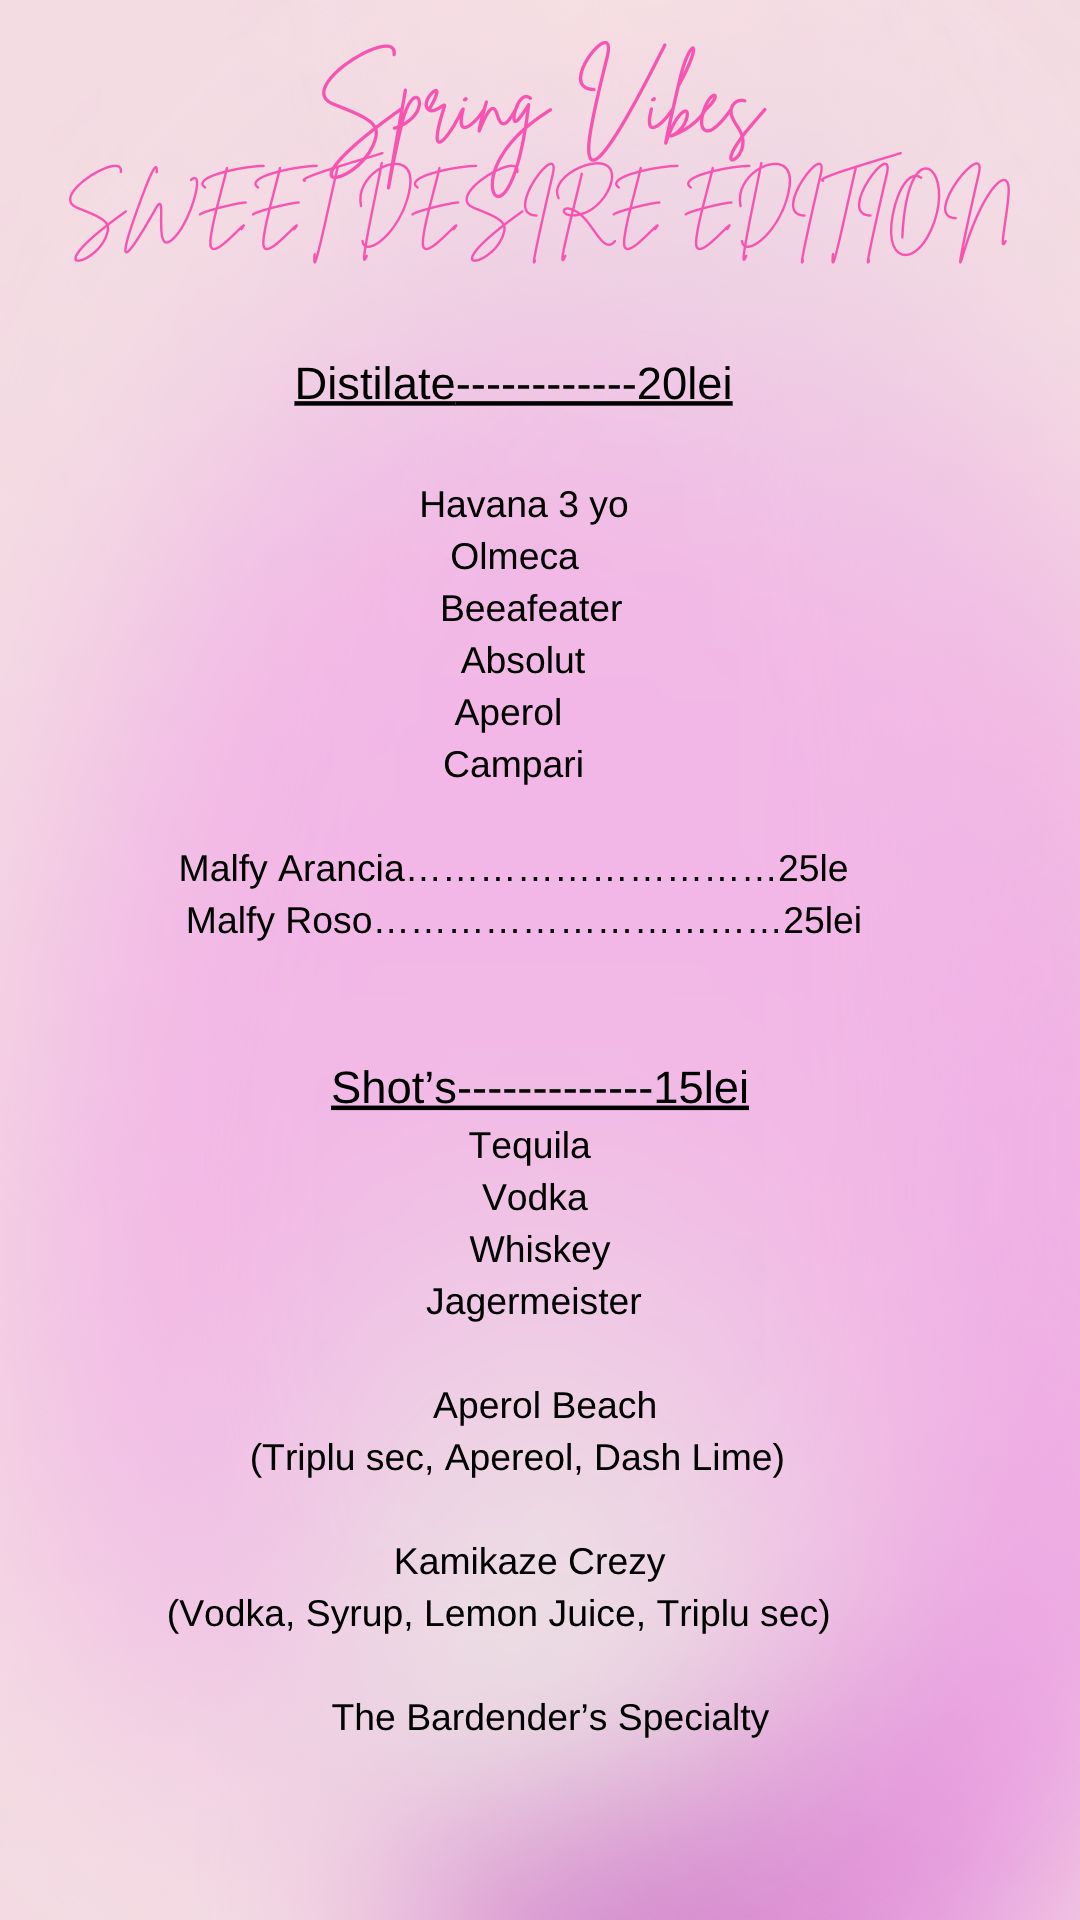 Spring Vibes
SWEET DESIRE EDITION
Distilate------------20lei
Havana 3 yo
Olmeca
Beeafeater
Absolut
Aperol
Campari
Malfy Arancia…………………………25le
Malfy Roso……………………………25lei
Shot’s-------------15lei
Tequila
Vodka
Whiskey
Jagermeister
Aperol Beach
(Triplu sec, Apereol, Dash Lime)
Kamikaze Crezy
(Vodka, Syrup, Lemon Juice, Triplu sec)
The Bardender’s Specialty